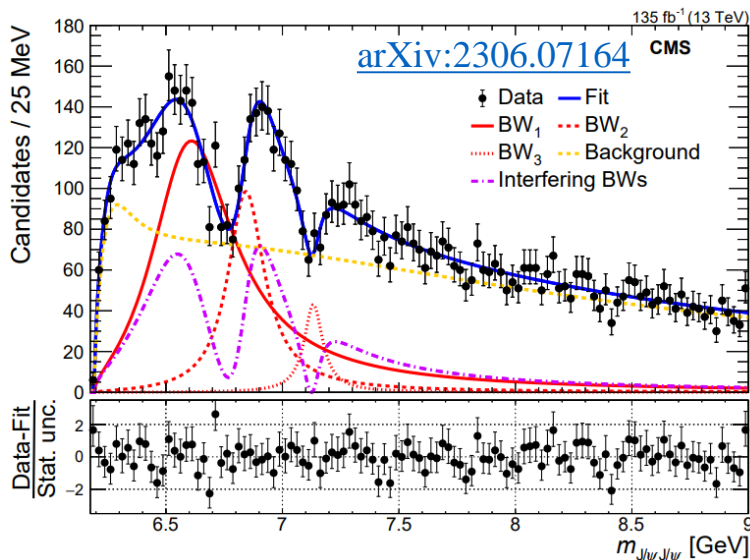 135 fb⁻¹ (13 TeV)
arXiv:2306.07164
CMS
Data
Fit
BW₁
BW₂
BW₃
Background
Interfering BWs
Candidates / 25 MeV
180
160
140
120
100
80
60
40
20
0
Data-Fit
Stat. unc.
2
0
−2
6.5
7
7.5
8
8.5
9
m_J/ψJ/ψ [GeV]